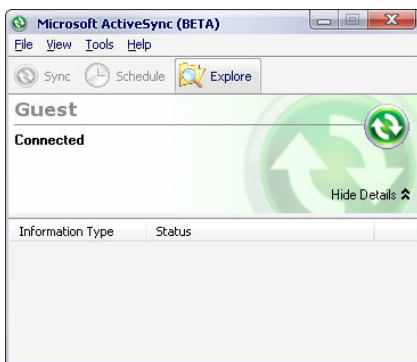 Microsoft ActiveSync (BETA)
File View Tools Help
Sync Schedule Explore
Guest
Connected
Hide Details
Information Type Status